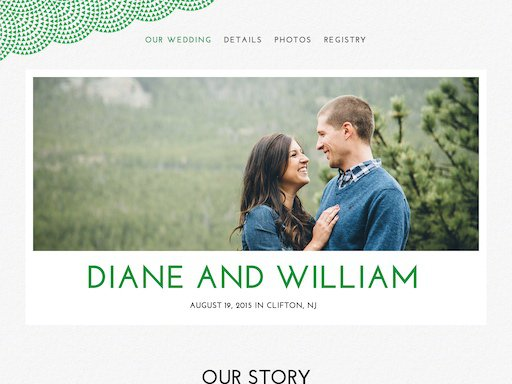 OUR WEDDING DETAILS PHOTOS REGISTRY
DIANE AND WILLIAM
AUGUST 19, 2015 IN CLIFTON, NJ
OUR STORY